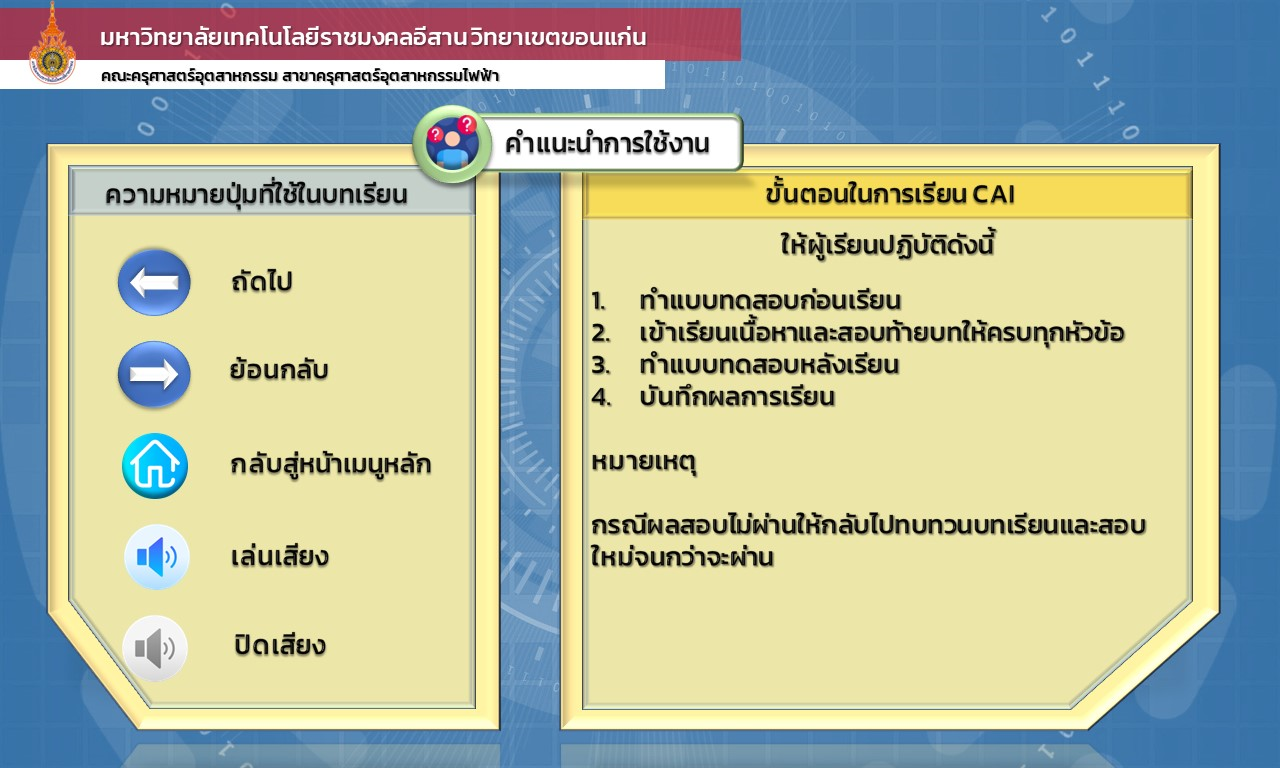 มหาวิทยาลัยเทคโนโลยีราชมงคลอีสาน วิทยาเขตขอนแก่น
คณะครุศาสตร์อุตสาหกรรม สาขาครุศาสตร์อุตสาหกรรมไฟฟ้า
คำแนะนำการใช้งาน
ความหมายปุ่มที่ใช้ในบทเรียน
ถัดไป
ย้อนกลับ
กลับสู่หน้าเมนูหลัก
เล่นเสียง
ปิดเสียง
ขั้นตอนในการเรียน CAI
ให้ผู้เรียนปฏิบัติดังนี้
1. ทำแบบทดสอบก่อนเรียน
2. เข้าเรียนเนื้อหาและสอบท้ายบทให้ครบทุกหัวข้อ
3. ทำแบบทดสอบหลังเรียน
4. บันทึกผลการเรียน
หมายเหตุ
กรณีผลสอบไม่ผ่านให้กลับไปทบทวนบทเรียนและสอบ
ใหม่จนกว่าจะผ่าน